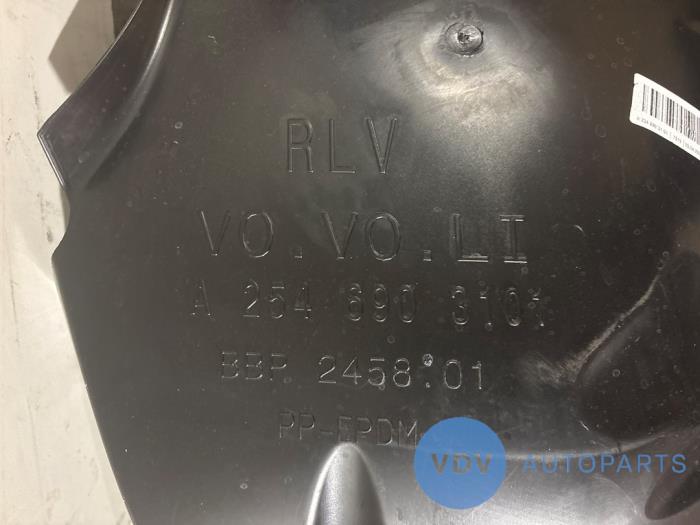 RLV
VO.VO.LI
A 254 690 3101
BBP 2458.01
PP-EPDM
VDV AUTOPARTS